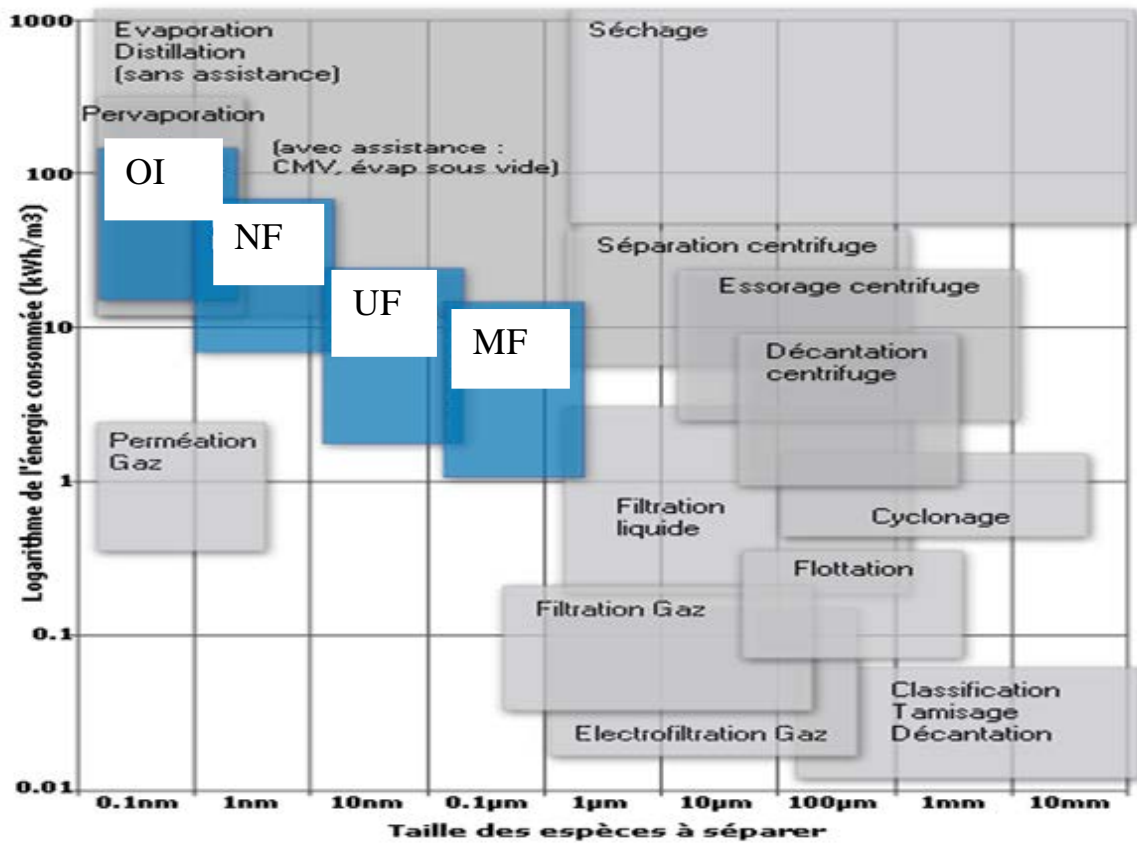 Logarithme de l'énergie consommée (kWh/m3)
1000
100
10
1
0.1
0.01
Evaporation
Distillation
(sans assistance)
Séchage
Pervaporation
(avec assistance :
CMV, évap sous vide)
OI
NF
UF
MF
Séparation centrifuge
Essorage centrifuge
Décantation
centrifuge
Perméation
Gaz
Filtration
liquide
Cyclonage
Flottation
Filtration Gaz
Electrofiltration Gaz
Classification
Tamisage
Décantation
0.1nm 1nm 10nm 0.1µm 1µm 10µm 100µm 1mm 10mm
Taille des espèces à séparer